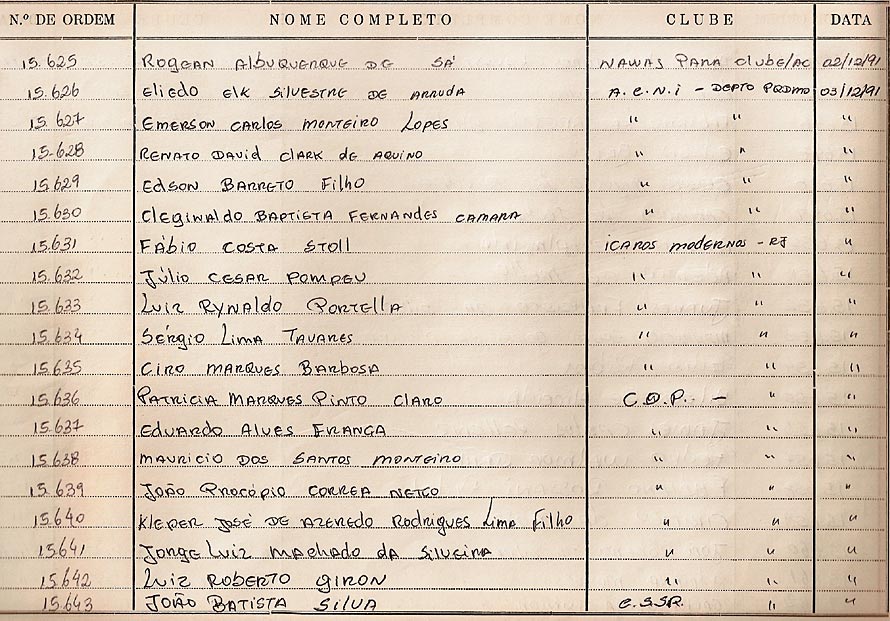 N.º DE ORDEM NOME COMPLETO CLUBE DATA
15.625 Rogean Albuquerque de Sá NAWAS PARA Clube/AC 02/12/91
15.626 Eliedo Elk Silvestre de Arruda A.e.N.i - DEPTO PRDMO 03/12/91
15.627 Emerson Carlos Monteiro Lopes " " "
15.628 Renato David Clark de Aquino " " "
15.629 Edson Barreto Filho " " "
15.630 Cleginaldo Baptista Fernandes Camara " " "
15.631 Fábio Costa Stoll icaros modernos - RJ "
15.632 Júlio Cesar Pompeu " " "
15.633 Luiz Rynaldo Portella " " "
15.634 Sérgio Lima Tavares " " "
15.635 Ciro Marques Barbosa " " "
15.636 Patricia Marques Pinto Claro C.O.P. - " "
15.637 Eduardo Alves Franga " " "
15.638 Mauricio dos Santos Monteiro " " "
15.639 João Procópio Correa Netto " " "
15.640 Kleper José de Azeredo Rodrigues Lima Filho " " "
15.641 Jorge Luiz Machado da Silveira " " "
15.642 Luiz Roberto Giron " " "
15.643 João Batista Silva e.S.SR. " "